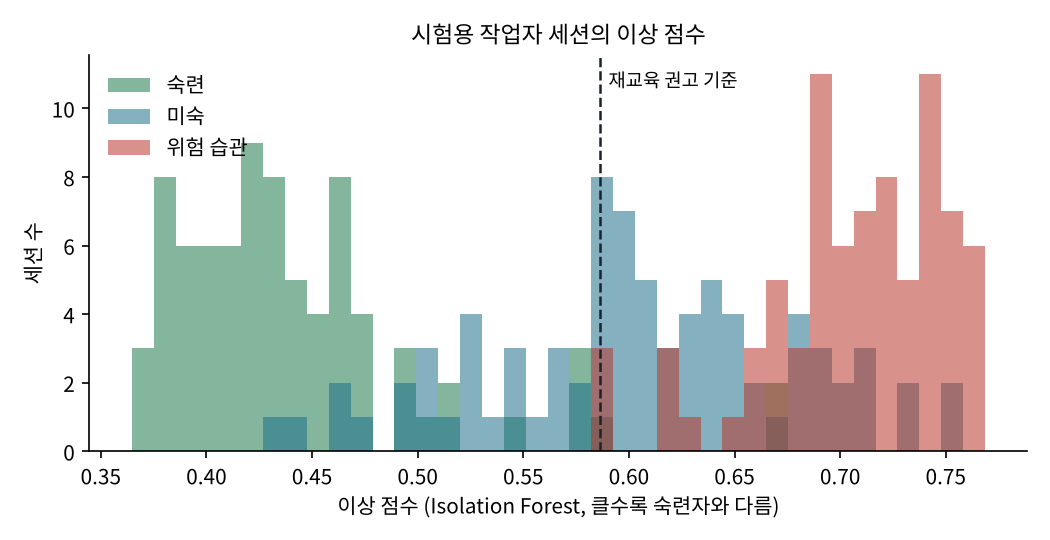 시험용 작업자 세션의 이상 점수
숙련
미숙
위험 습관
재교육 권고 기준
세션 수
10
8
6
4
2
0
0.35 0.40 0.45 0.50 0.55 0.60 0.65 0.70 0.75
이상 점수 (Isolation Forest, 클수록 숙련자와 다름)